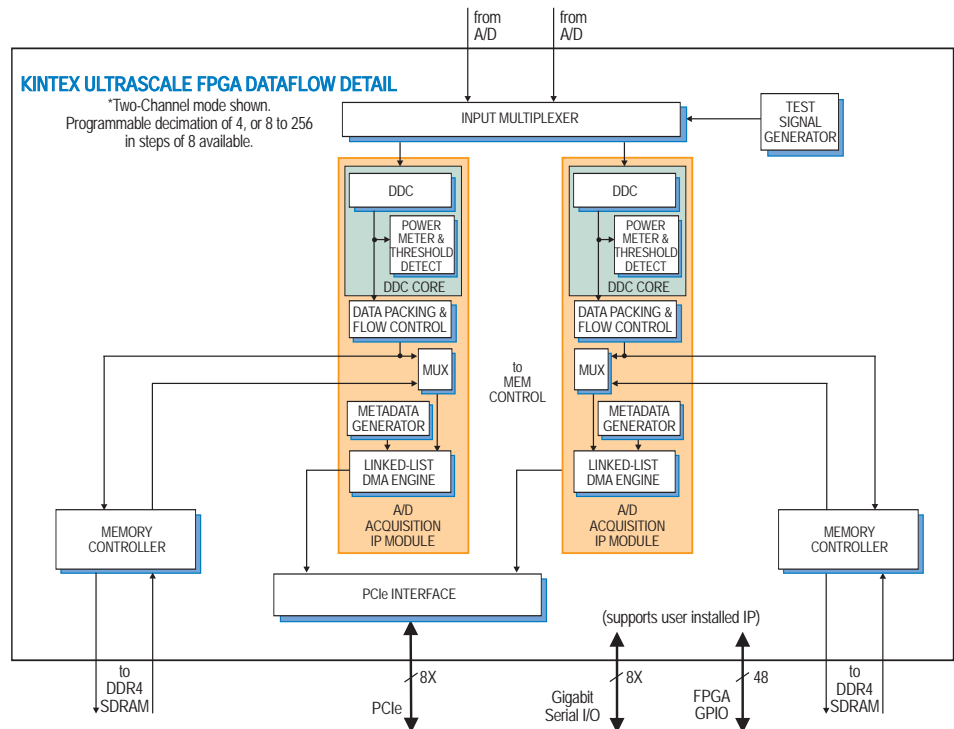 from
A/D
from
A/D
KINTEX ULTRASCALE FPGA DATAFLOW DETAIL
*Two-Channel mode shown.
Programmable decimation of 4, or 8 to 256
in steps of 8 available.
INPUT MULTIPLEXER
TEST
SIGNAL
GENERATOR
DDC
POWER
METER &
THRESHOLD
DETECT
DDC CORE
DATA PACKING &
FLOW CONTROL
MUX
METADATA
GENERATOR
LINKED-LIST
DMA ENGINE
A/D
ACQUISITION
IP MODULE
to
MEM
CONTROL
DDC
POWER
METER &
THRESHOLD
DETECT
DDC CORE
DATA PACKING &
FLOW CONTROL
MUX
METADATA
GENERATOR
LINKED-LIST
DMA ENGINE
A/D
ACQUISITION
IP MODULE
MEMORY
CONTROLLER
MEMORY
CONTROLLER
PCIe INTERFACE
(supports user installed IP)
to
DDR4
SDRAM
8X
PCIe
8X
Gigabit
Serial I/O
48
FPGA
GPIO
to
DDR4
SDRAM